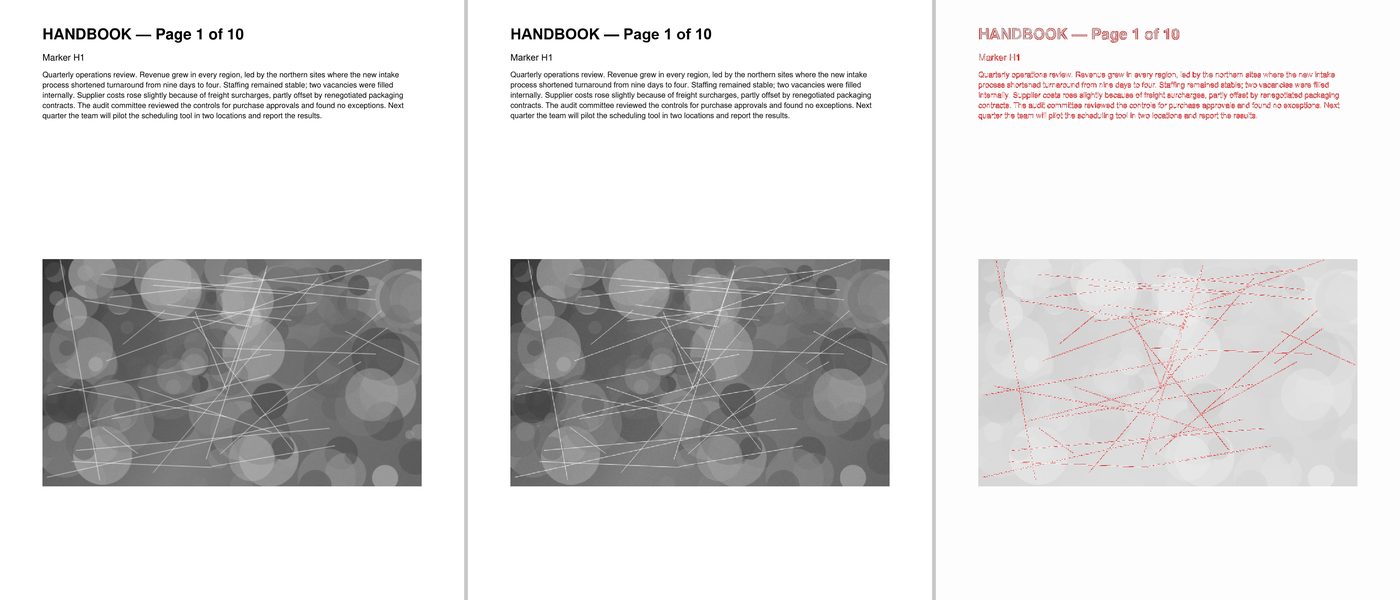 HANDBOOK — Page 1 of 10
Marker H1
Quarterly operations review. Revenue grew in every region, led by the northern sites where the new intake
process shortened turnaround from nine days to four. Staffing remained stable; two vacancies were filled
internally. Supplier costs rose slightly because of freight surcharges, partly offset by renegotiated packaging
contracts. The audit committee reviewed the controls for purchase approvals and found no exceptions. Next
quarter the team will pilot the scheduling tool in two locations and report the results.
HANDBOOK — Page 1 of 10
Marker H1
Quarterly operations review. Revenue grew in every region, led by the northern sites where the new intake
process shortened turnaround from nine days to four. Staffing remained stable; two vacancies were filled
internally. Supplier costs rose slightly because of freight surcharges, partly offset by renegotiated packaging
contracts. The audit committee reviewed the controls for purchase approvals and found no exceptions. Next
quarter the team will pilot the scheduling tool in two locations and report the results.
HANDBOOK — Page 1 of 10
Marker H1
Quarterly operations review. Revenue grew in every region, led by the northern sites where the new intake
process shortened turnaround from nine days to four. Staffing remained stable; two vacancies were filled
internally. Supplier costs rose slightly because of freight surcharges, partly offset by renegotiated packaging
contracts. The audit committee reviewed the controls for purchase approvals and found no exceptions. Next
quarter the team will pilot the scheduling tool in two locations and report the results.